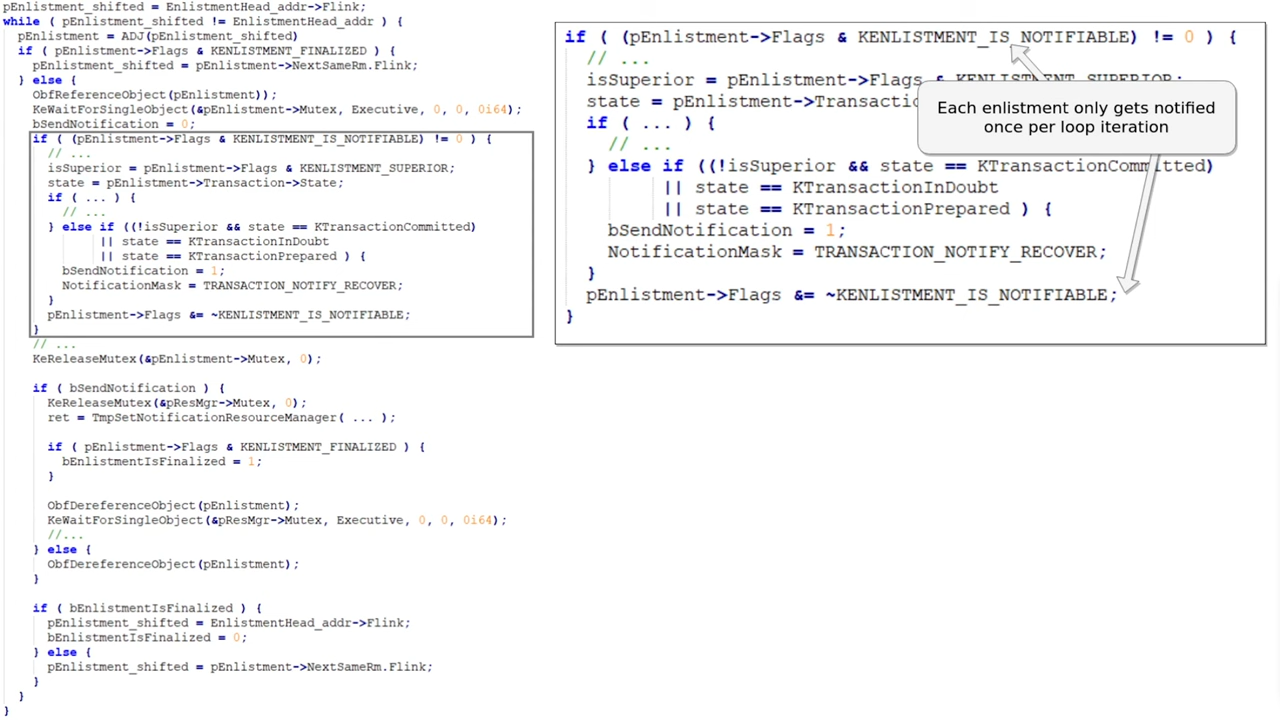 pEnlistment_shifted = EnlistmentHead_addr->Flink;
while ( pEnlistment_shifted != EnlistmentHead_addr ) {
pEnlistment = ADJ(pEnlistment_shifted)
if ( pEnlistment->Flags & KENLISTMENT_FINALIZED ) {
pEnlistment_shifted = pEnlistment->NextSameRm.Flink;
} else {
ObfReferenceObject(pEnlistment));
KeWaitForSingleObject(&pEnlistment->Mutex, Executive, 0, 0, 0i64);
bSendNotification = 0;
if ( (pEnlistment->Flags & KENLISTMENT_IS_NOTIFIABLE) != 0 ) {
// ...
isSuperior = pEnlistment->Flags & KENLISTMENT_SUPERIOR;
state = pEnlistment->Transaction->State;
if ( ... ) {
// ...
} else if ((!isSuperior && state == KTransactionCommitted)
|| state == KTransactionInDoubt
|| state == KTransactionPrepared ) {
bSendNotification = 1;
NotificationMask = TRANSACTION_NOTIFY_RECOVER;
}
pEnlistment->Flags &= ~KENLISTMENT_IS_NOTIFIABLE;
}
// ...
KeReleaseMutex(&pEnlistment->Mutex, 0);
if ( bSendNotification ) {
KeReleaseMutex(&pResMgr->Mutex, 0);
ret = TmpSetNotificationResourceManager( ... );
if ( pEnlistment->Flags & KENLISTMENT_FINALIZED ) {
bEnlistmentIsFinalized = 1;
}
ObfDereferenceObject(pEnlistment);
KeWaitForSingleObject(&pResMgr->Mutex, Executive, 0, 0, 0i64);
//...
} else {
ObfDereferenceObject(pEnlistment);
}
if ( bEnlistmentIsFinalized ) {
pEnlistment_shifted = EnlistmentHead_addr->Flink;
bEnlistmentIsFinalized = 0;
} else {
pEnlistment_shifted = pEnlistment->NextSameRm.Flink;
}
}
}
if ( (pEnlistment->Flags & KENLISTMENT_IS_NOTIFIABLE) != 0 ) {
// ...
isSuperior = pEnlistment->Flags & KENLISTMENT_SUPERIOR;
state = pEnlistment->
if ( ... ) {
// ...
} else if ((!isSuperior && state == KTransactionCommitted)
|| state == KTransactionInDoubt
|| state == KTransactionPrepared ) {
bSendNotification = 1;
NotificationMask = TRANSACTION_NOTIFY_RECOVER;
}
pEnlistment->Flags &= ~KENLISTMENT_IS_NOTIFIABLE;
}
Each enlistment only gets notified
once per loop iteration